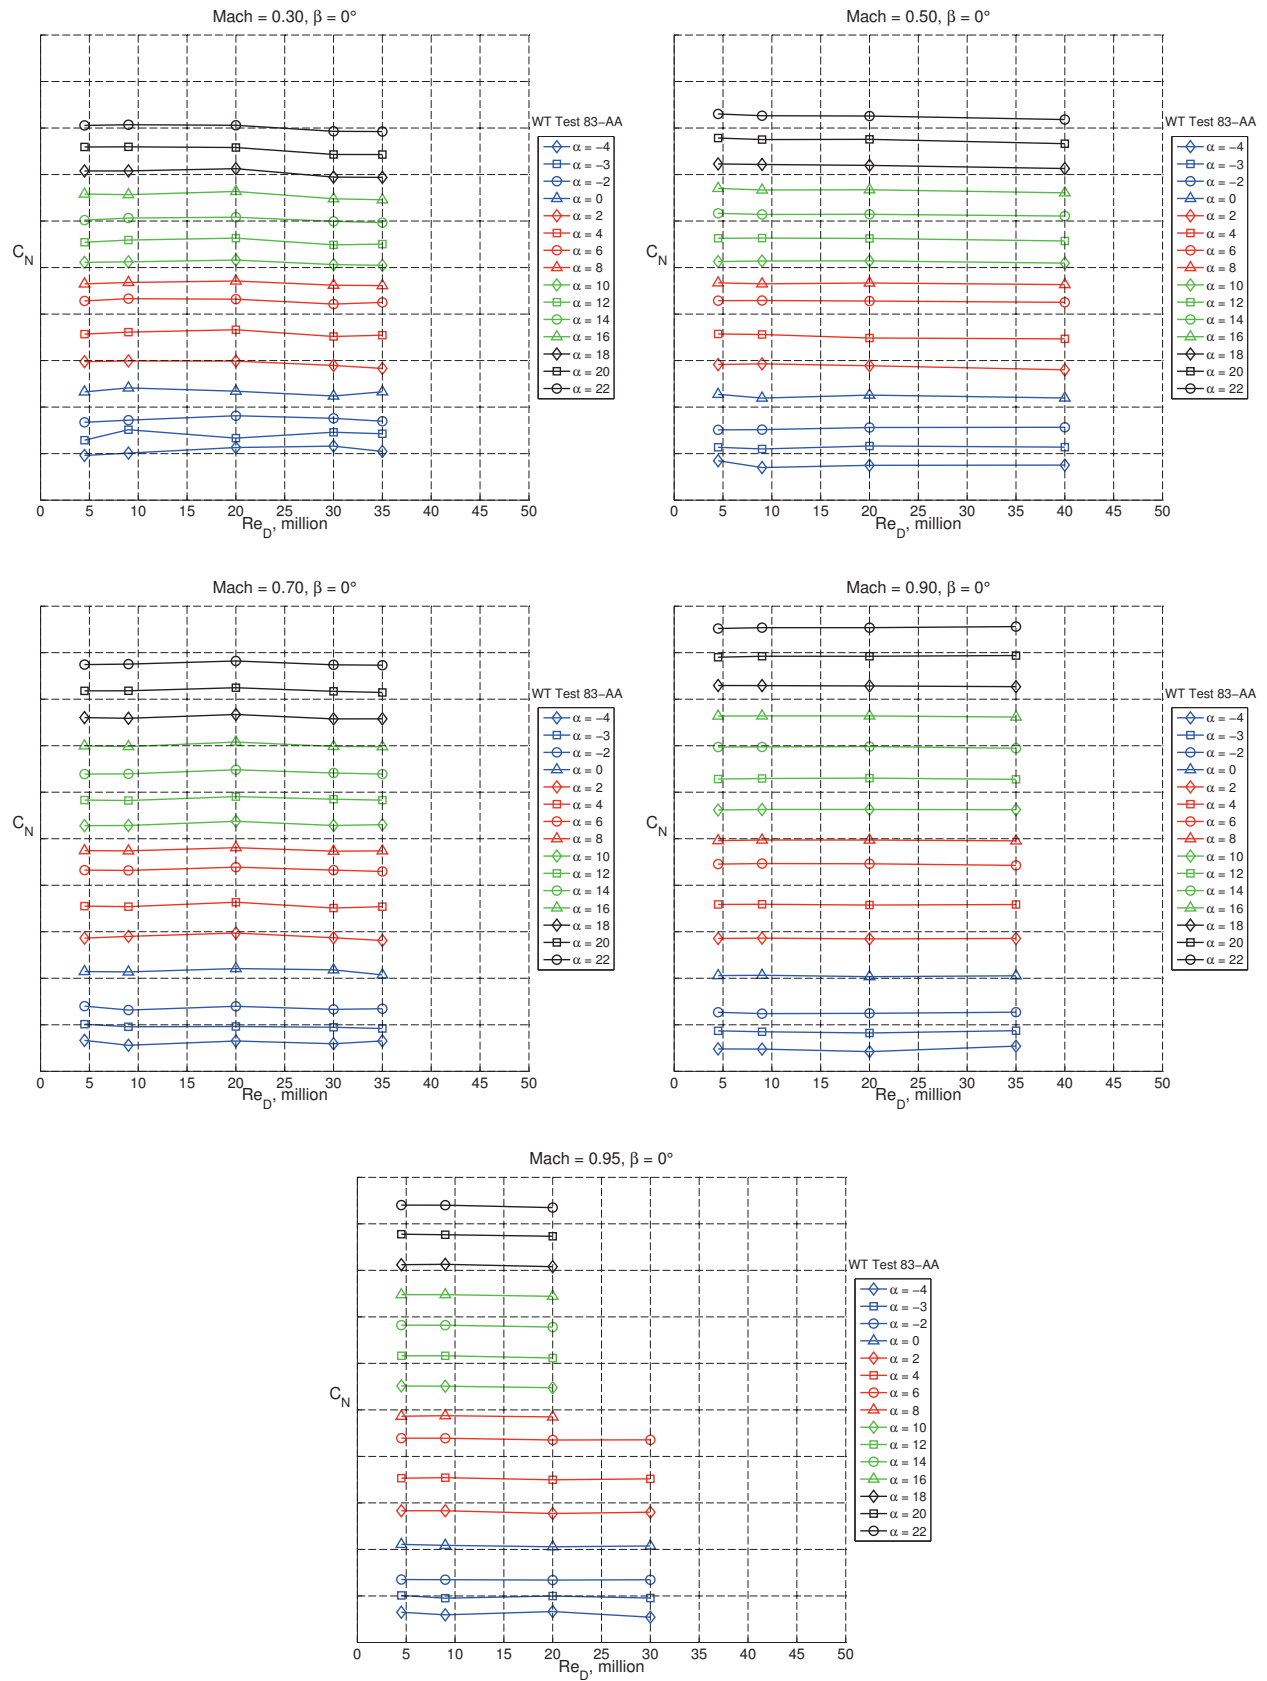 Mach = 0.30, β = 0°
C_N
0 5 10 15 20 25 30 35 40 45 50
Re_D, million
WT Test 83−AA
α = −4
α = −3
α = −2
α = 0
α = 2
α = 4
α = 6
α = 8
α = 10
α = 12
α = 14
α = 16
α = 18
α = 20
α = 22
Mach = 0.50, β = 0°
C_N
0 5 10 15 20 25 30 35 40 45 50
Re_D, million
WT Test 83−AA
α = −4
α = −3
α = −2
α = 0
α = 2
α = 4
α = 6
α = 8
α = 10
α = 12
α = 14
α = 16
α = 18
α = 20
α = 22
Mach = 0.70, β = 0°
C_N
0 5 10 15 20 25 30 35 40 45 50
Re_D, million
WT Test 83−AA
α = −4
α = −3
α = −2
α = 0
α = 2
α = 4
α = 6
α = 8
α = 10
α = 12
α = 14
α = 16
α = 18
α = 20
α = 22
Mach = 0.90, β = 0°
C_N
0 5 10 15 20 25 30 35 40 45 50
Re_D, million
WT Test 83−AA
α = −4
α = −3
α = −2
α = 0
α = 2
α = 4
α = 6
α = 8
α = 10
α = 12
α = 14
α = 16
α = 18
α = 20
α = 22
Mach = 0.95, β = 0°
C_N
0 5 10 15 20 25 30 35 40 45 50
Re_D, million
WT Test 83−AA
α = −4
α = −3
α = −2
α = 0
α = 2
α = 4
α = 6
α = 8
α = 10
α = 12
α = 14
α = 16
α = 18
α = 20
α = 22